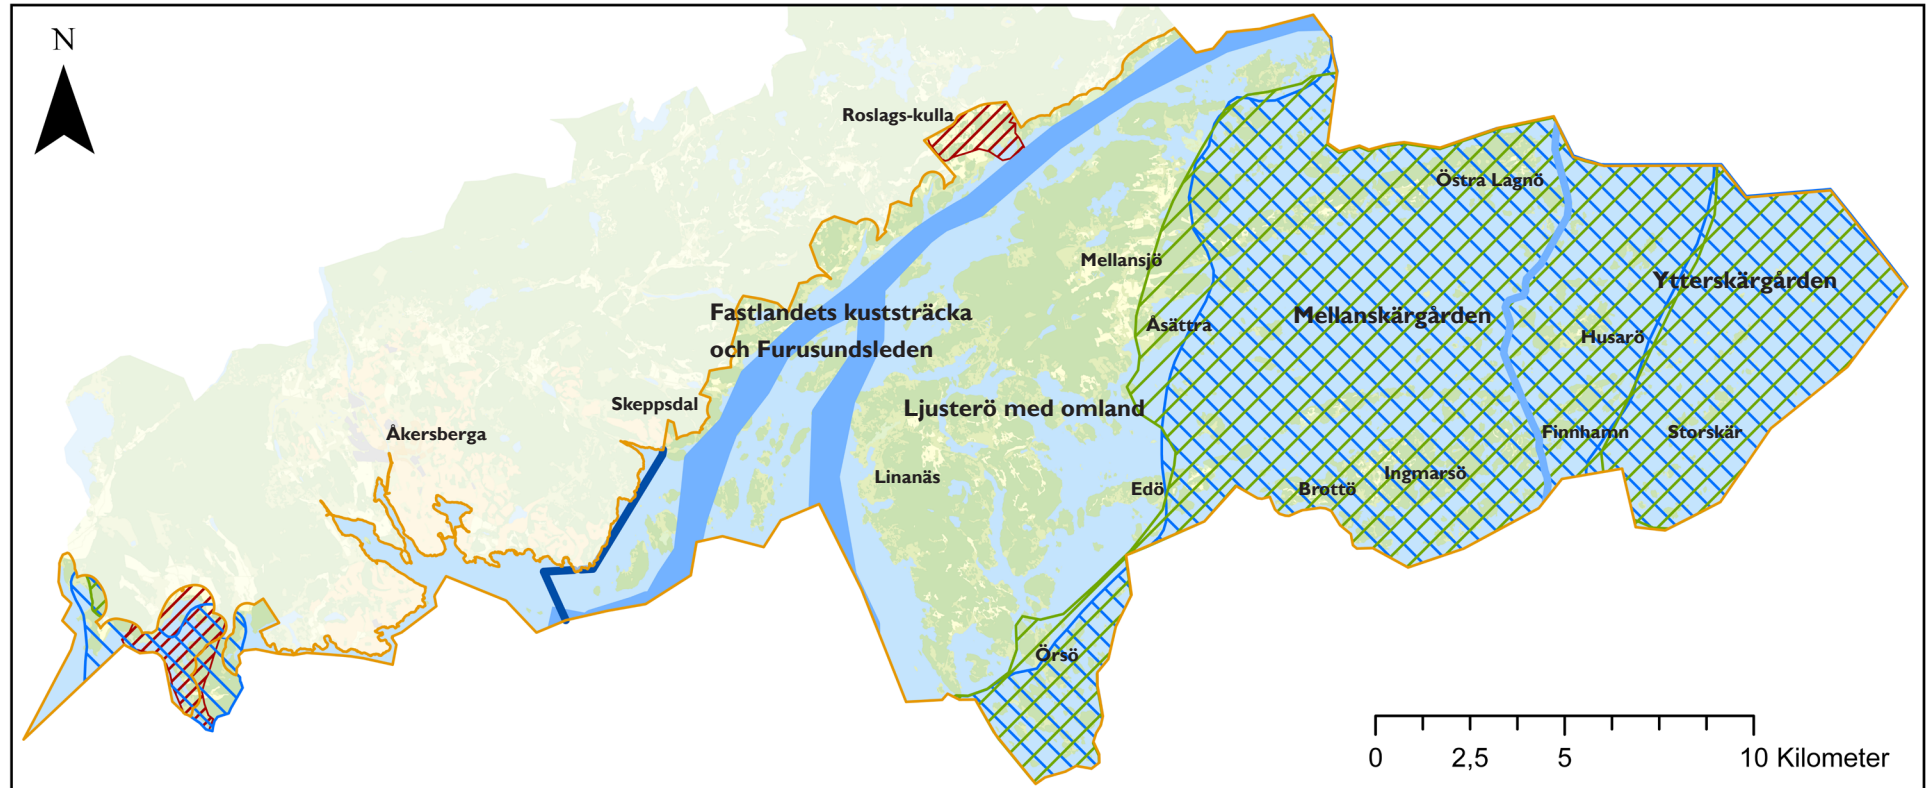 N
Roslags-kulla
Östra Lagnö
Mellansjö
Ytterskärgården
Fastlandets kuststräcka
och Furusundsleden
Mellanskärgården
Åsättra
Husarö
Skeppsdal
Ljusterö med omland
Åkersberga
Finnhamn
Storskär
Linanäs
Ingmarsö
Edö
Brottö
Örsö
0 2,5 5 10 Kilometer